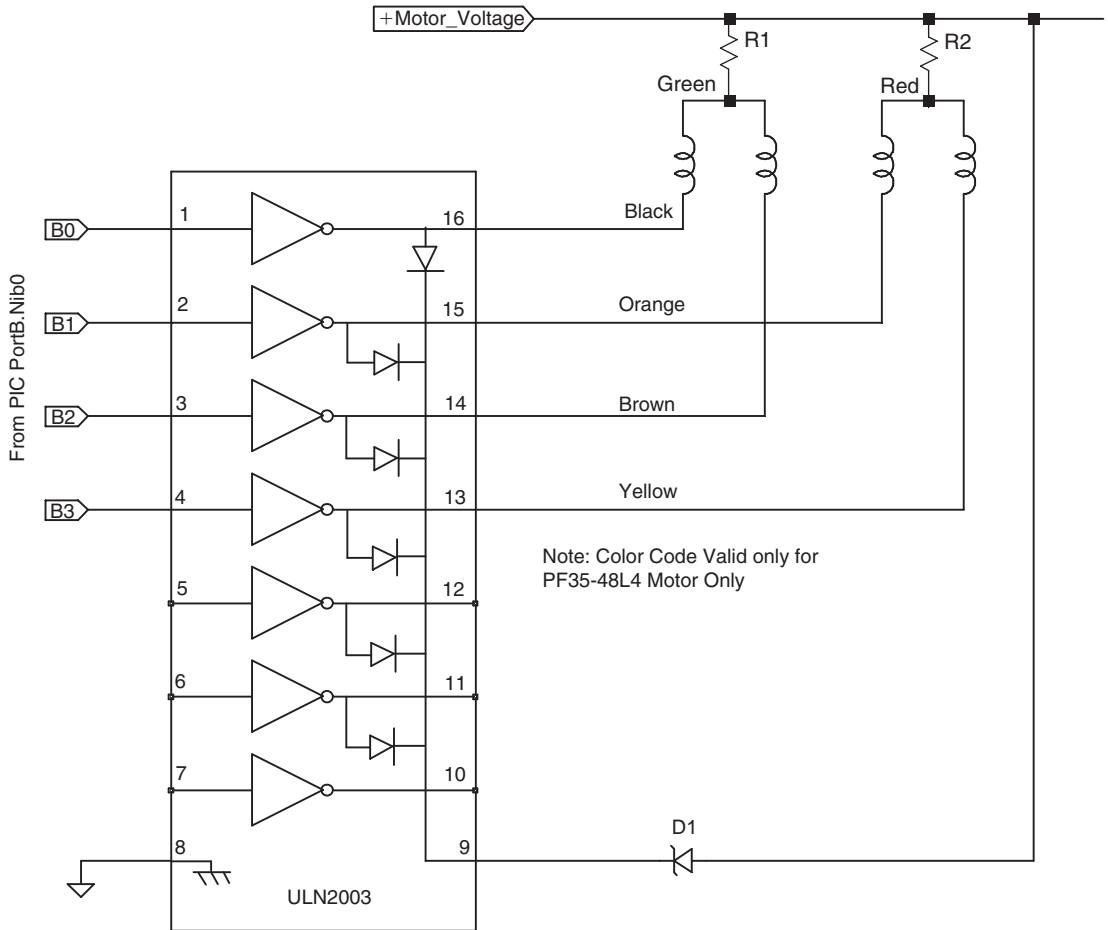 +Motor_Voltage
R1
R2
Green
Red
B0
1
16
Black
From PIC PortB.Nib0
B1
2
15
Orange
B2
3
14
Brown
B3
4
13
Yellow
Note: Color Code Valid only for
PF35-48L4 Motor Only
5
12
6
11
7
10
8
9
D1
ULN2003